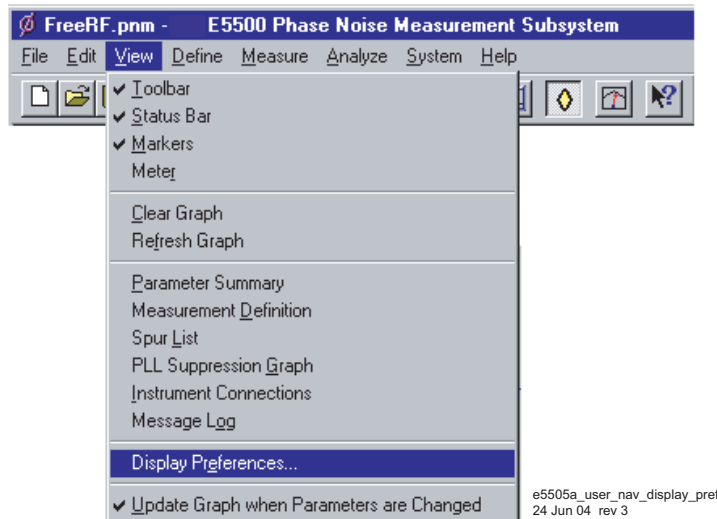 FreeRF.pnm - E5500 Phase Noise Measurement Subsystem
File Edit View Define Measure Analyze System Help
✔ Toolbar
✔ Status Bar
✔ Markers
Meter
Clear Graph
Refresh Graph
Parameter Summary
Measurement Definition
Spur List
PLL Suppression Graph
Instrument Connections
Message Log
Display Preferences...
✔ Update Graph when Parameters are Changed
e5505a_user_nav_display_pref
24 Jun 04 rev 3